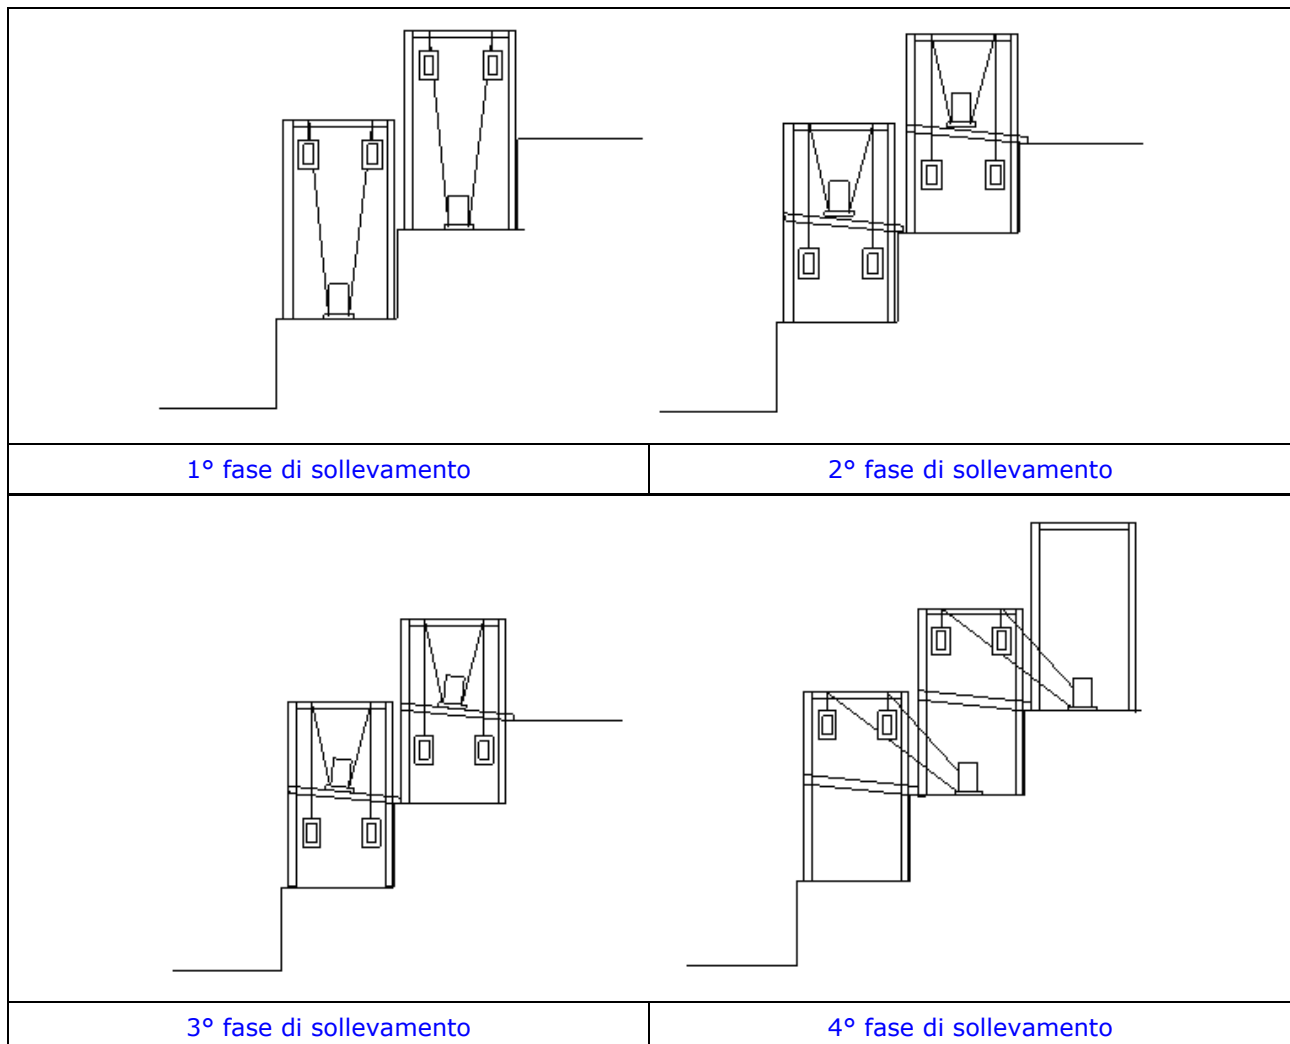 1° fase di sollevamento
2° fase di sollevamento
3° fase di sollevamento
4° fase di sollevamento